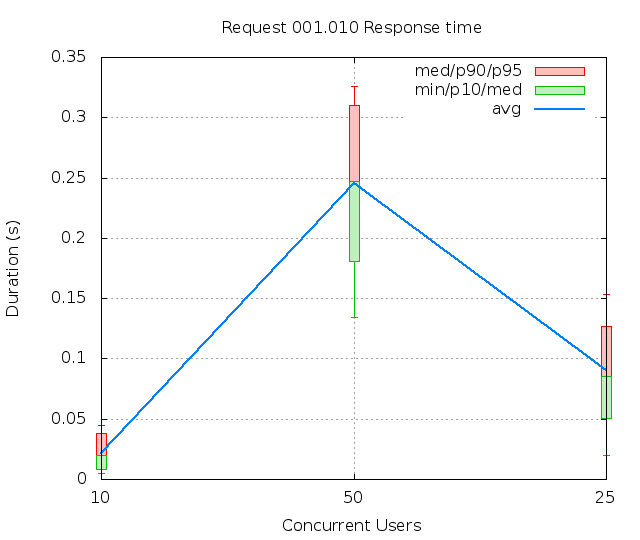 Request 001.010 Response time
med/p90/p95
min/p10/med
avg
0.35
0.3
0.25
0.2
0.15
0.1
0.05
0
Duration (s)
10 50 25
Concurrent Users